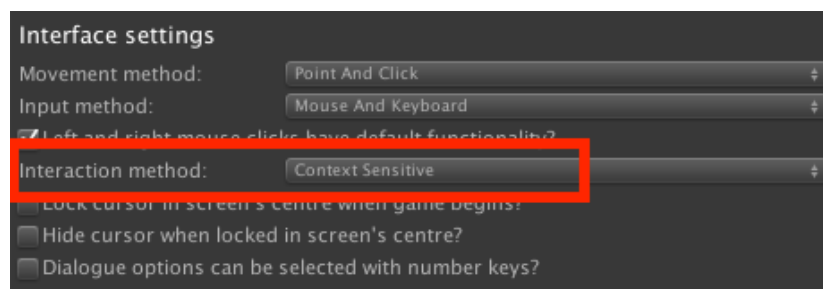 Interface settings
Movement method: Point And Click
Input method: Mouse And Keyboard
Left and right mouse clicks have default functionality?
Interaction method: Context Sensitive
Lock cursor in screen's centre when game begins?
Hide cursor when locked in screen's centre?
Dialogue options can be selected with number keys?